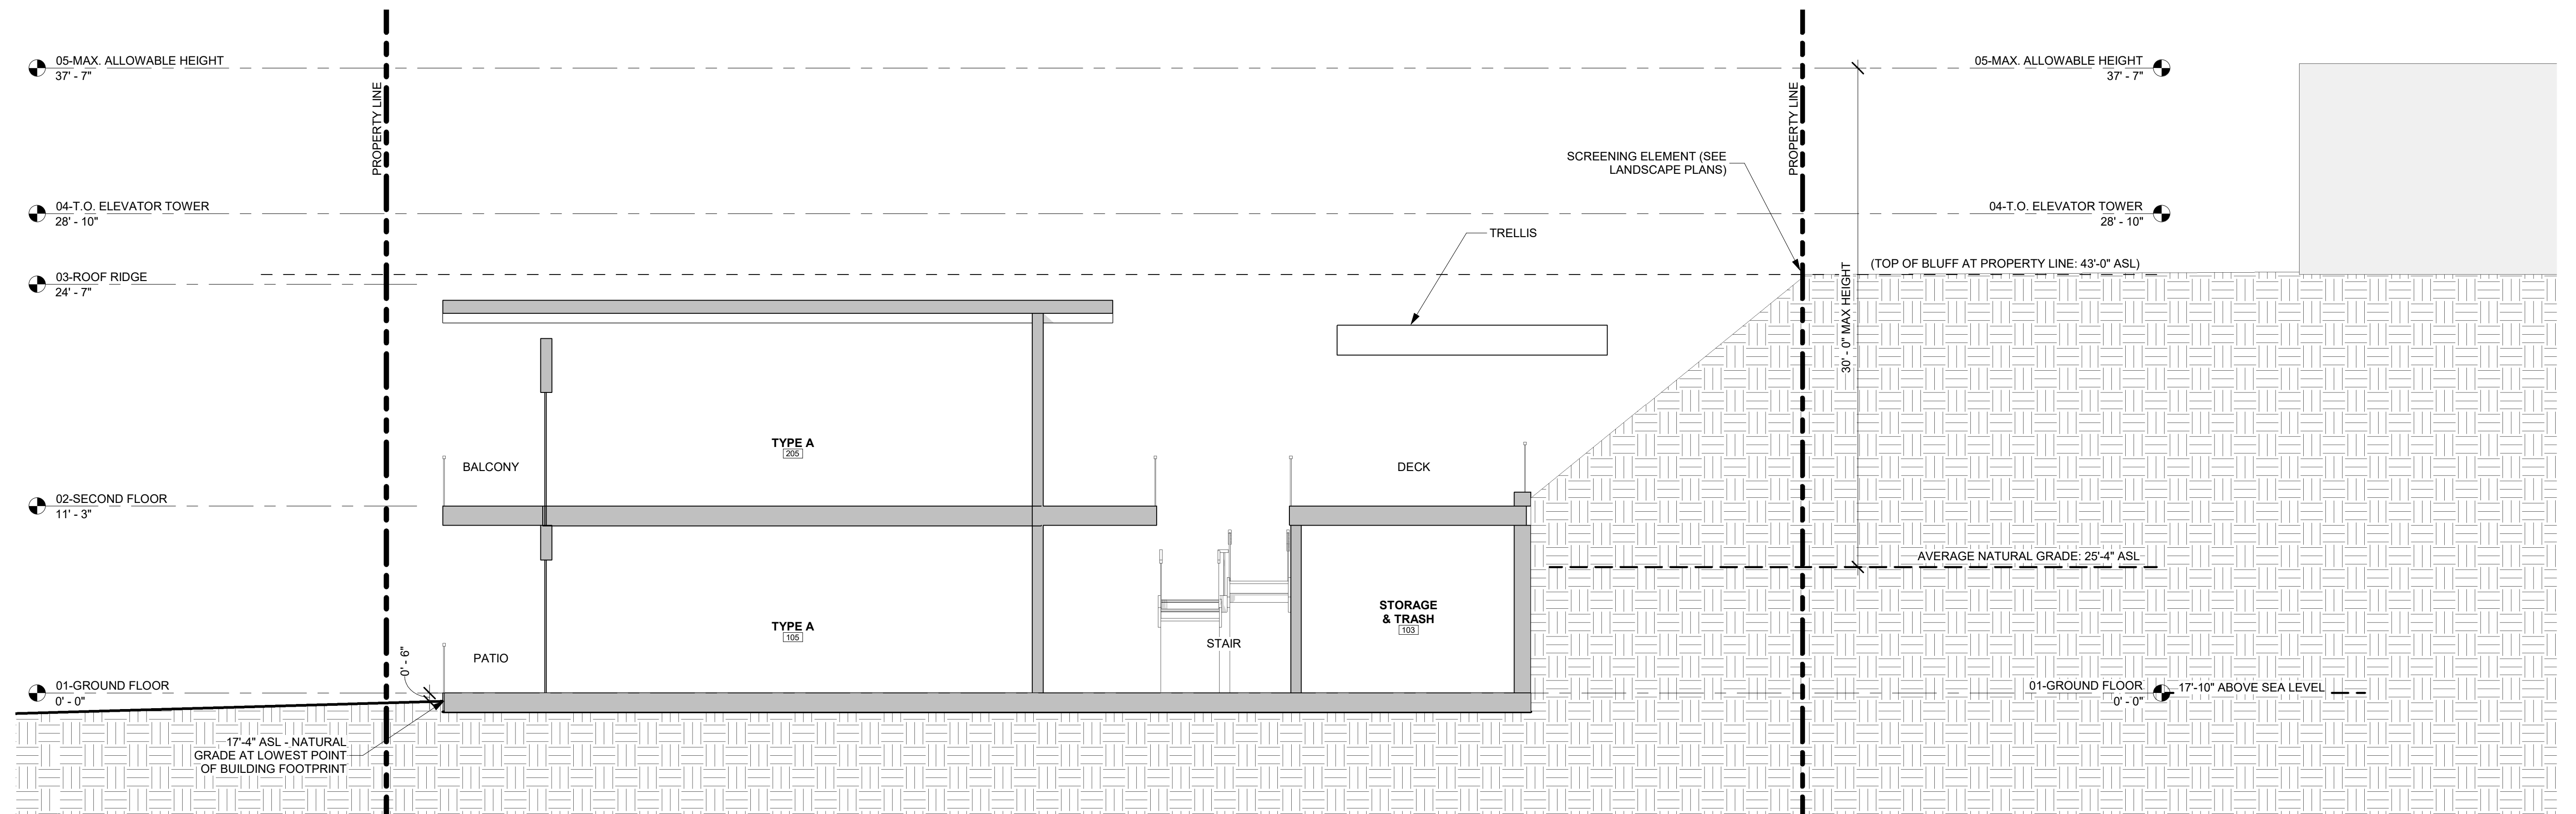 05-MAX. ALLOWABLE HEIGHT
37' - 7"
PROPERTY LINE
PROPERTY LINE
05-MAX. ALLOWABLE HEIGHT
37' - 7"
SCREENING ELEMENT (SEE
LANDSCAPE PLANS)
04-T.O. ELEVATOR TOWER
28' - 10"
04-T.O. ELEVATOR TOWER
28' - 10"
TRELLIS
(TOP OF BLUFF AT PROPERTY LINE: 43'-0" ASL)
03-ROOF RIDGE
24' - 7"
30' - 0" MAX HEIGHT
TYPE A
205
BALCONY
DECK
02-SECOND FLOOR
11' - 3"
AVERAGE NATURAL GRADE: 25'-4" ASL
TYPE A
105
STORAGE
& TRASH
103
STAIR
PATIO
0' - 6"
01-GROUND FLOOR
0' - 0"
01-GROUND FLOOR
0' - 0"
17'-10" ABOVE SEA LEVEL
17'-4" ASL - NATURAL
GRADE AT LOWEST POINT
OF BUILDING FOOTPRINT